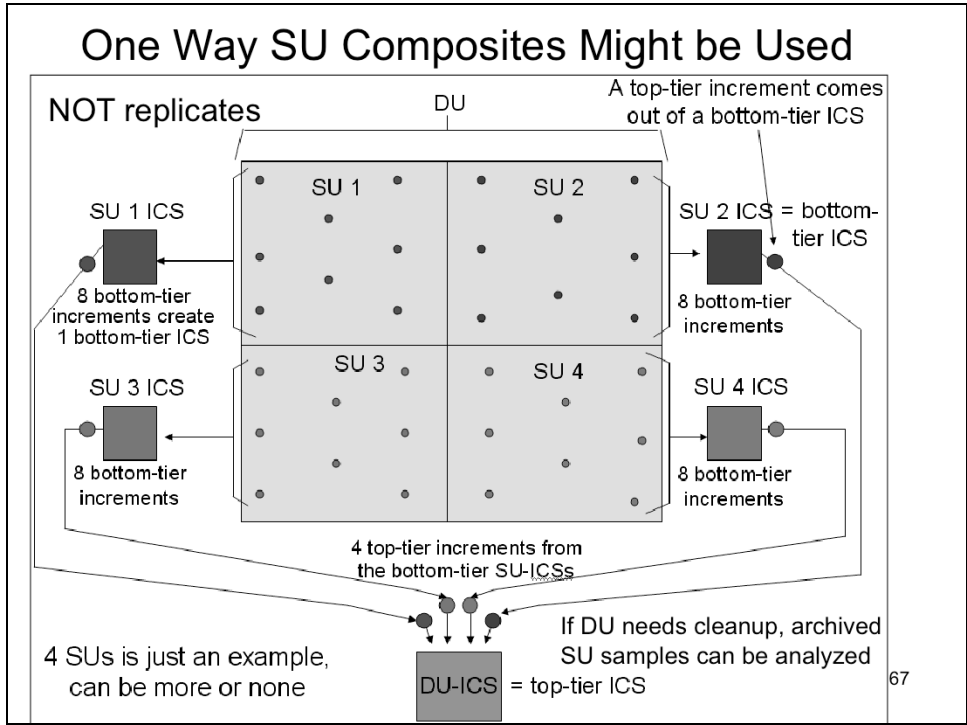 One Way SU Composites Might be Used
NOT replicates
DU
A top-tier increment comes
out of a bottom-tier ICS
SU 1
SU 2
SU 1 ICS
SU 2 ICS = bottom-
tier ICS
8 bottom-tier
increments create
1 bottom-tier ICS
8 bottom-tier
increments
SU 3
SU 4
SU 3 ICS
SU 4 ICS
8 bottom-tier
increments
8 bottom-tier
increments
4 top-tier increments from
the bottom-tier SU-ICSs
4 SUs is just an example,
can be more or none
If DU needs cleanup, archived
SU samples can be analyzed
DU-ICS = top-tier ICS
67